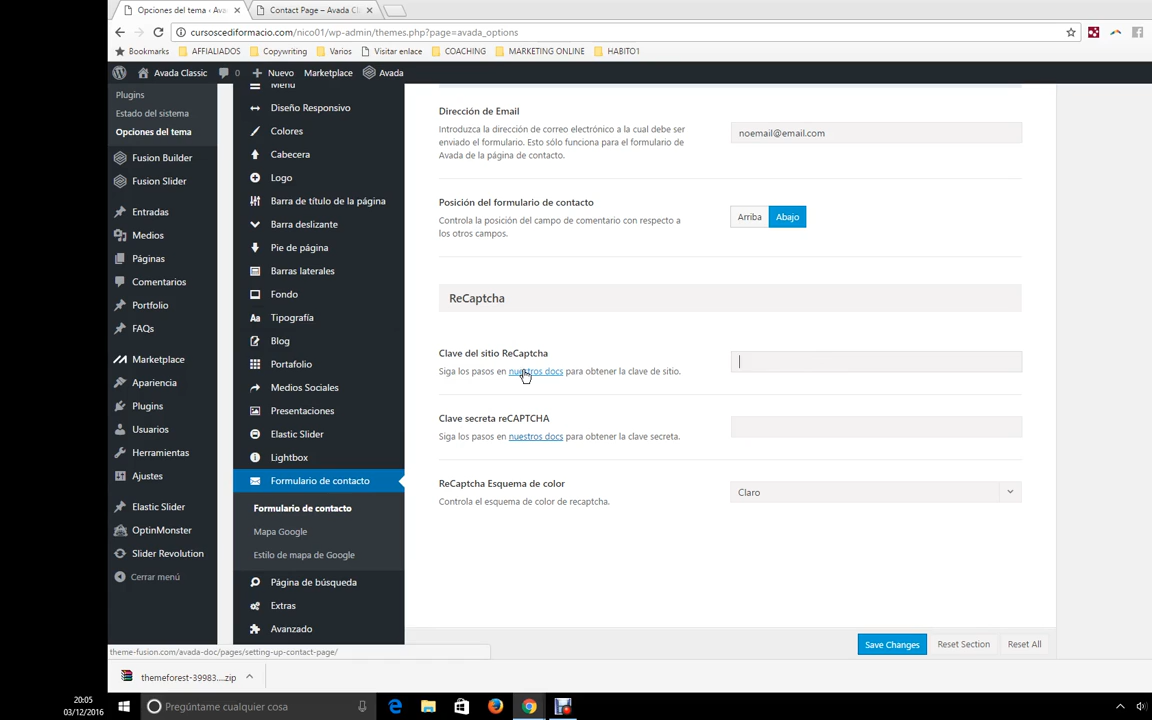 Opciones del tema ‹ Ava
Contact Page – Avada Cla
cursoscediformacio.com/nico01/wp-admin/themes.php?page=avada_options
Bookmarks
AFFIALIADOS
Copywriting
Varios
Visitar enlace
COACHING
MARKETING ONLINE
HABITO1
Avada Classic
0
Nuevo
Marketplace
Avada
Plugins
Estado del sistema
Opciones del tema
Fusion Builder
Fusion Slider
Entradas
Medios
Páginas
Comentarios
Portfolio
FAQs
Marketplace
Apariencia
Plugins
Usuarios
Herramientas
Ajustes
Elastic Slider
OptinMonster
Slider Revolution
Cerrar menú
Menú
Diseño Responsivo
Colores
Cabecera
Logo
Barra de título de la página
Barra deslizante
Pie de página
Barras laterales
Fondo
Aa Tipografía
Blog
Portafolio
Medios Sociales
Presentaciones
Elastic Slider
Lightbox
Formulario de contacto
Formulario de contacto
Mapa Google
Estilo de mapa de Google
Página de búsqueda
Extras
Avanzado
Dirección de Email
Introduzca la dirección de correo electrónico a la cual debe ser
enviado el formulario. Esto sólo funciona para el formulario de
Avada de la página de contacto.
noemail@email.com
Posición del formulario de contacto
Controla la posición del campo de comentario con respecto a
los otros campos.
Arriba
Abajo
ReCaptcha
Clave del sitio ReCaptcha
Siga los pasos en nuestros docs para obtener la clave de sitio.
Clave secreta reCAPTCHA
Siga los pasos en nuestros docs para obtener la clave secreta.
ReCaptcha Esquema de color
Controla el esquema de color de recaptcha.
Claro
Save Changes
Reset Section
Reset All
theme-fusion.com/avada-doc/pages/setting-up-contact-page/
themeforest-39983....zip
20:05
03/12/2016
Pregúntame cualquier cosa